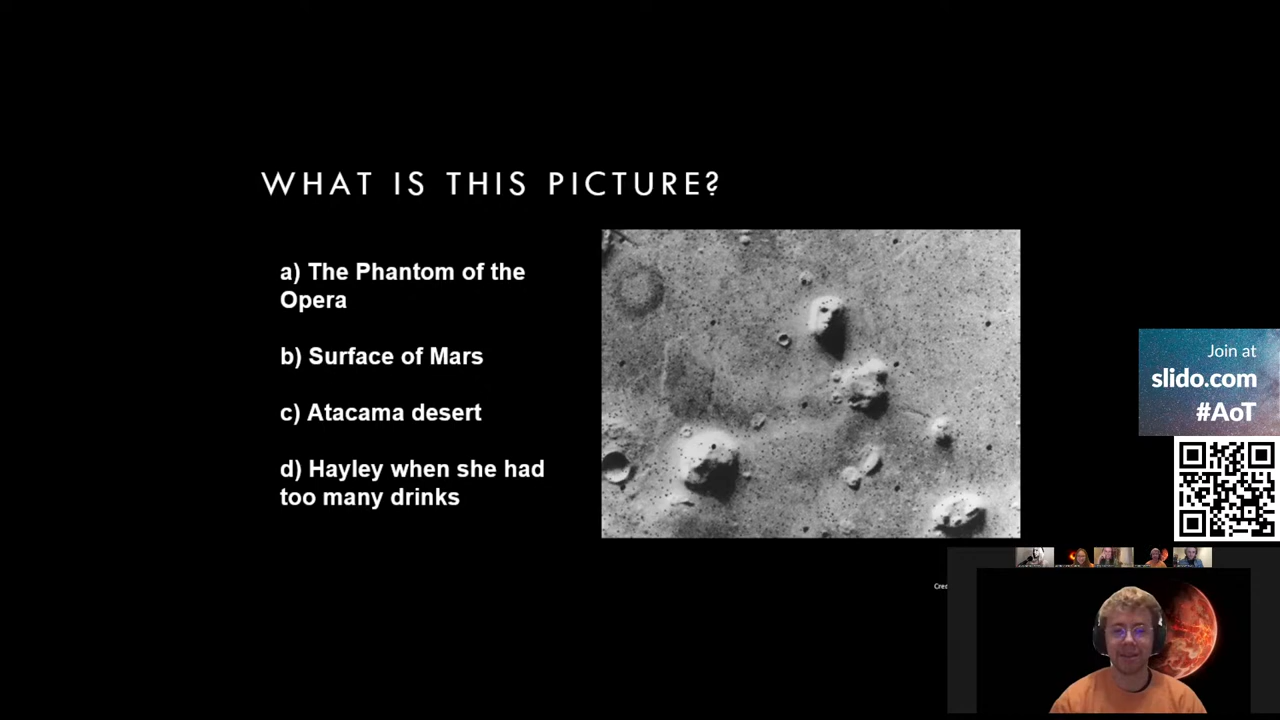 WHAT IS THIS PICTURE?
a) The Phantom of the
Opera
b) Surface of Mars
c) Atacama desert
d) Hayley when she had
too many drinks
Join at
slido.com
#AoT